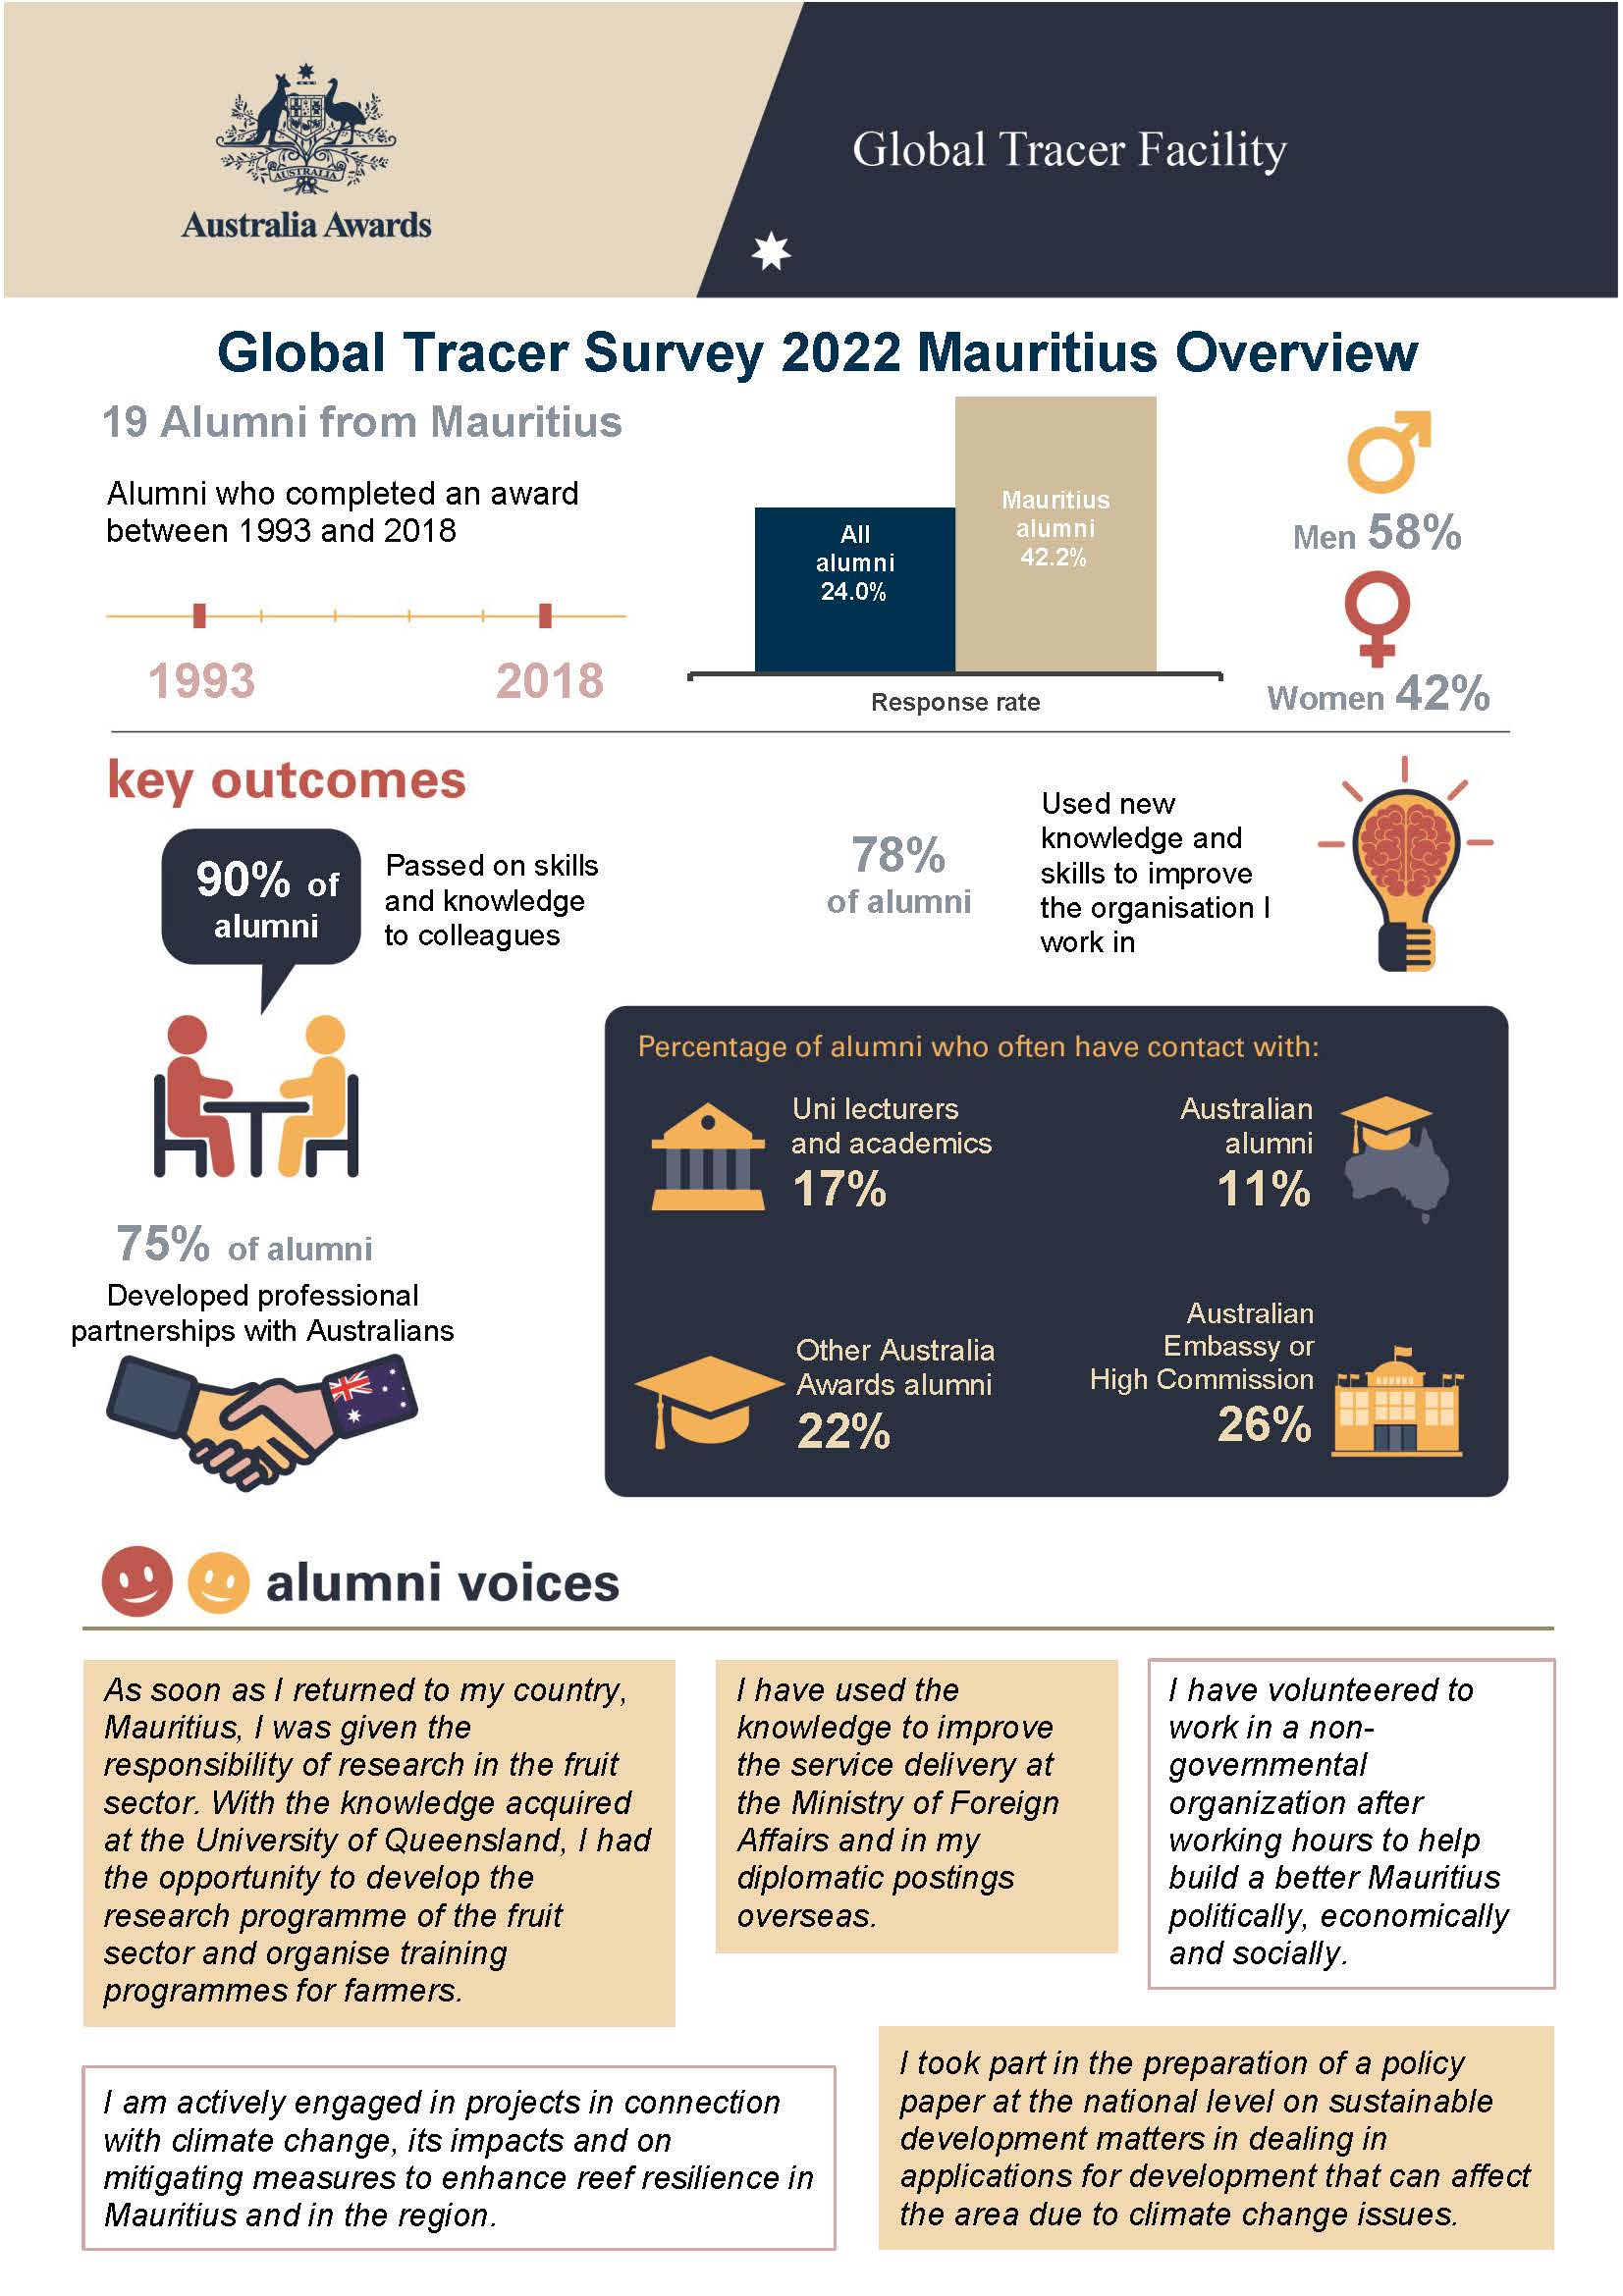 AUSTRALIA
Australia Awards
Global Tracer Facility
Global Tracer Survey 2022 Mauritius Overview
19 Alumni from Mauritius
Alumni who completed an award
between 1993 and 2018
1993
2018
All
alumni
24.0%
Mauritius
alumni
42.2%
Response rate
Men 58%
Women 42%
key outcomes
90% of
alumni
Passed on skills
and knowledge
to colleagues
78%
of alumni
Used new
knowledge and
skills to improve
the organisation I
work in
75% of alumni
Developed professional
partnerships with Australians
Percentage of alumni who often have contact with:
Uni lecturers
and academics
17%
Australian
alumni
11%
Other Australia
Awards alumni
22%
Australian
Embassy or
High Commission
26%
alumni voices
As soon as I returned to my country,
Mauritius, I was given the
responsibility of research in the fruit
sector. With the knowledge acquired
at the University of Queensland, I had
the opportunity to develop the
research programme of the fruit
sector and organise training
programmes for farmers.
I have used the
knowledge to improve
the service delivery at
the Ministry of Foreign
Affairs and in my
diplomatic postings
overseas.
I have volunteered to
work in a non-
governmental
organization after
working hours to help
build a better Mauritius
politically, economically
and socially.
I am actively engaged in projects in connection
with climate change, its impacts and on
mitigating measures to enhance reef resilience in
Mauritius and in the region.
I took part in the preparation of a policy
paper at the national level on sustainable
development matters in dealing in
applications for development that can affect
the area due to climate change issues.